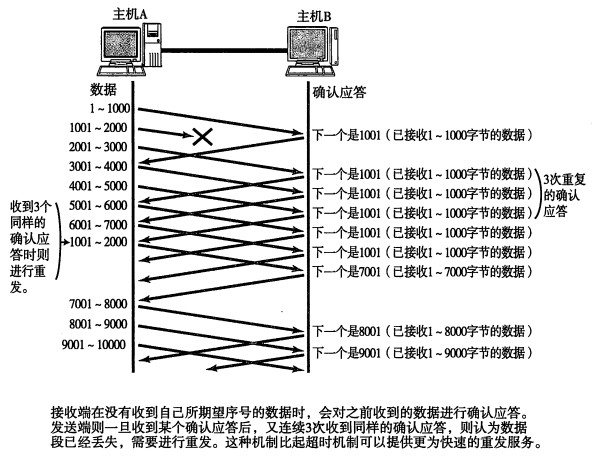 主机A
主机B
数据
确认应答
1～1000
1001～2000
下一个是1001（已接收1～1000字节的数据）
2001～3000
3001～4000
下一个是1001（已接收1～1000字节的数据）
4001～5000
下一个是1001（已接收1～1000字节的数据）
5001～6000
下一个是1001（已接收1～1000字节的数据）
3次重复
的确认
应答
6001～7000
下一个是1001（已接收1～1000字节的数据）
收到3个
同样的
确认应
答时则
进行重
发。
1001～2000
下一个是1001（已接收1～1000字节的数据）
下一个是7001（已接收1～7000字节的数据）
7001～8000
8001～9000
下一个是8001（已接收1～8000字节的数据）
9001～10000
下一个是9001（已接收1～9000字节的数据）
接收端在没有收到自己所期望序号的数据时，会对之前收到的数据进行确认应答。
发送端则一旦收到某个确认应答后，又连续3次收到同样的确认应答，则认为数据
段已经丢失，需要进行重发。这种机制比起超时机制可以提供更为快速的重发服务。